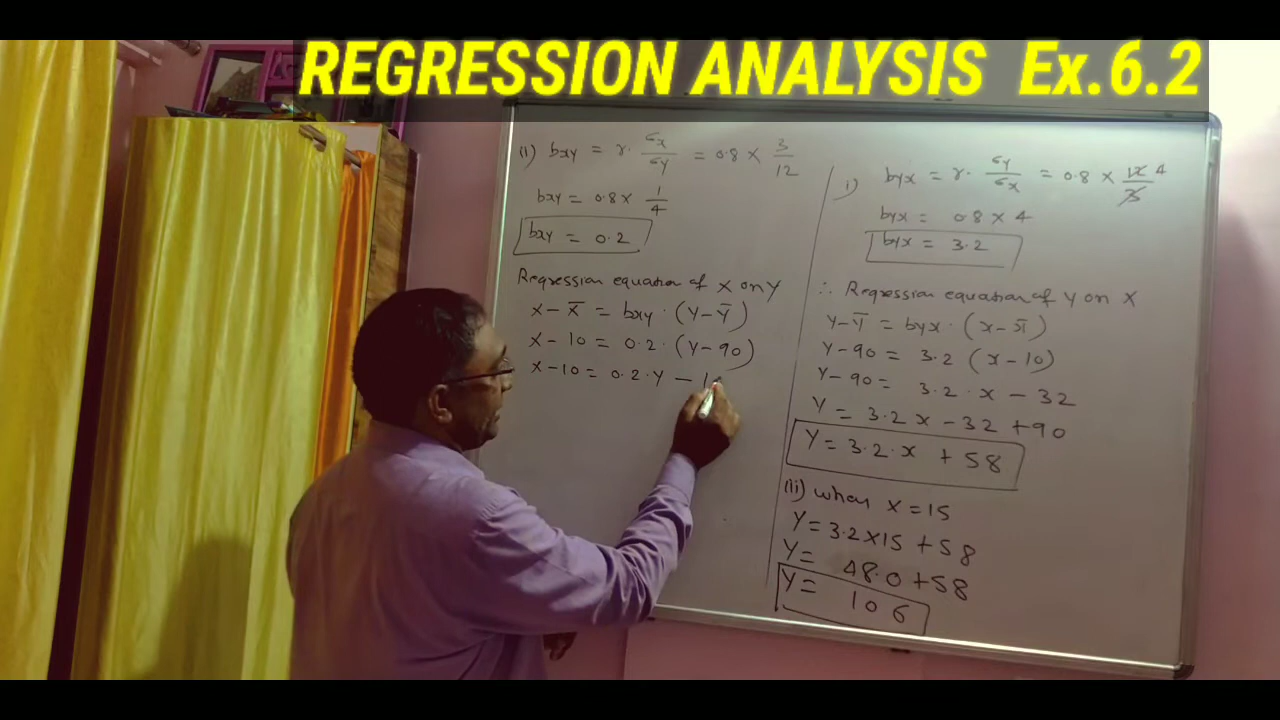 REGRESSION ANALYSIS Ex.6.2
(i) bxy = r. σx/σy = 0.8 × 3/12
bxy = 0.8 × 1/4
bxy = 0.2
Regression equation of X on Y
X - X̄ = bxy . (Y - Ȳ)
X - 10 = 0.2 . (Y - 90)
X - 10 = 0.2 . Y - 18
i) byx = r. σy/σx = 0.8 × 12/3 4
byx = 0.8 × 4
byx = 3.2
∴ Regression equation of Y on X
Y - Ȳ = byx . (x - x̄)
Y - 90 = 3.2 (x - 10)
Y - 90 = 3.2 . x - 32
Y = 3.2 x - 32 + 90
Y = 3.2 . x + 58
(iii) when x = 15
Y = 3.2 × 15 + 58
Y = 48.0 + 58
Y = 106